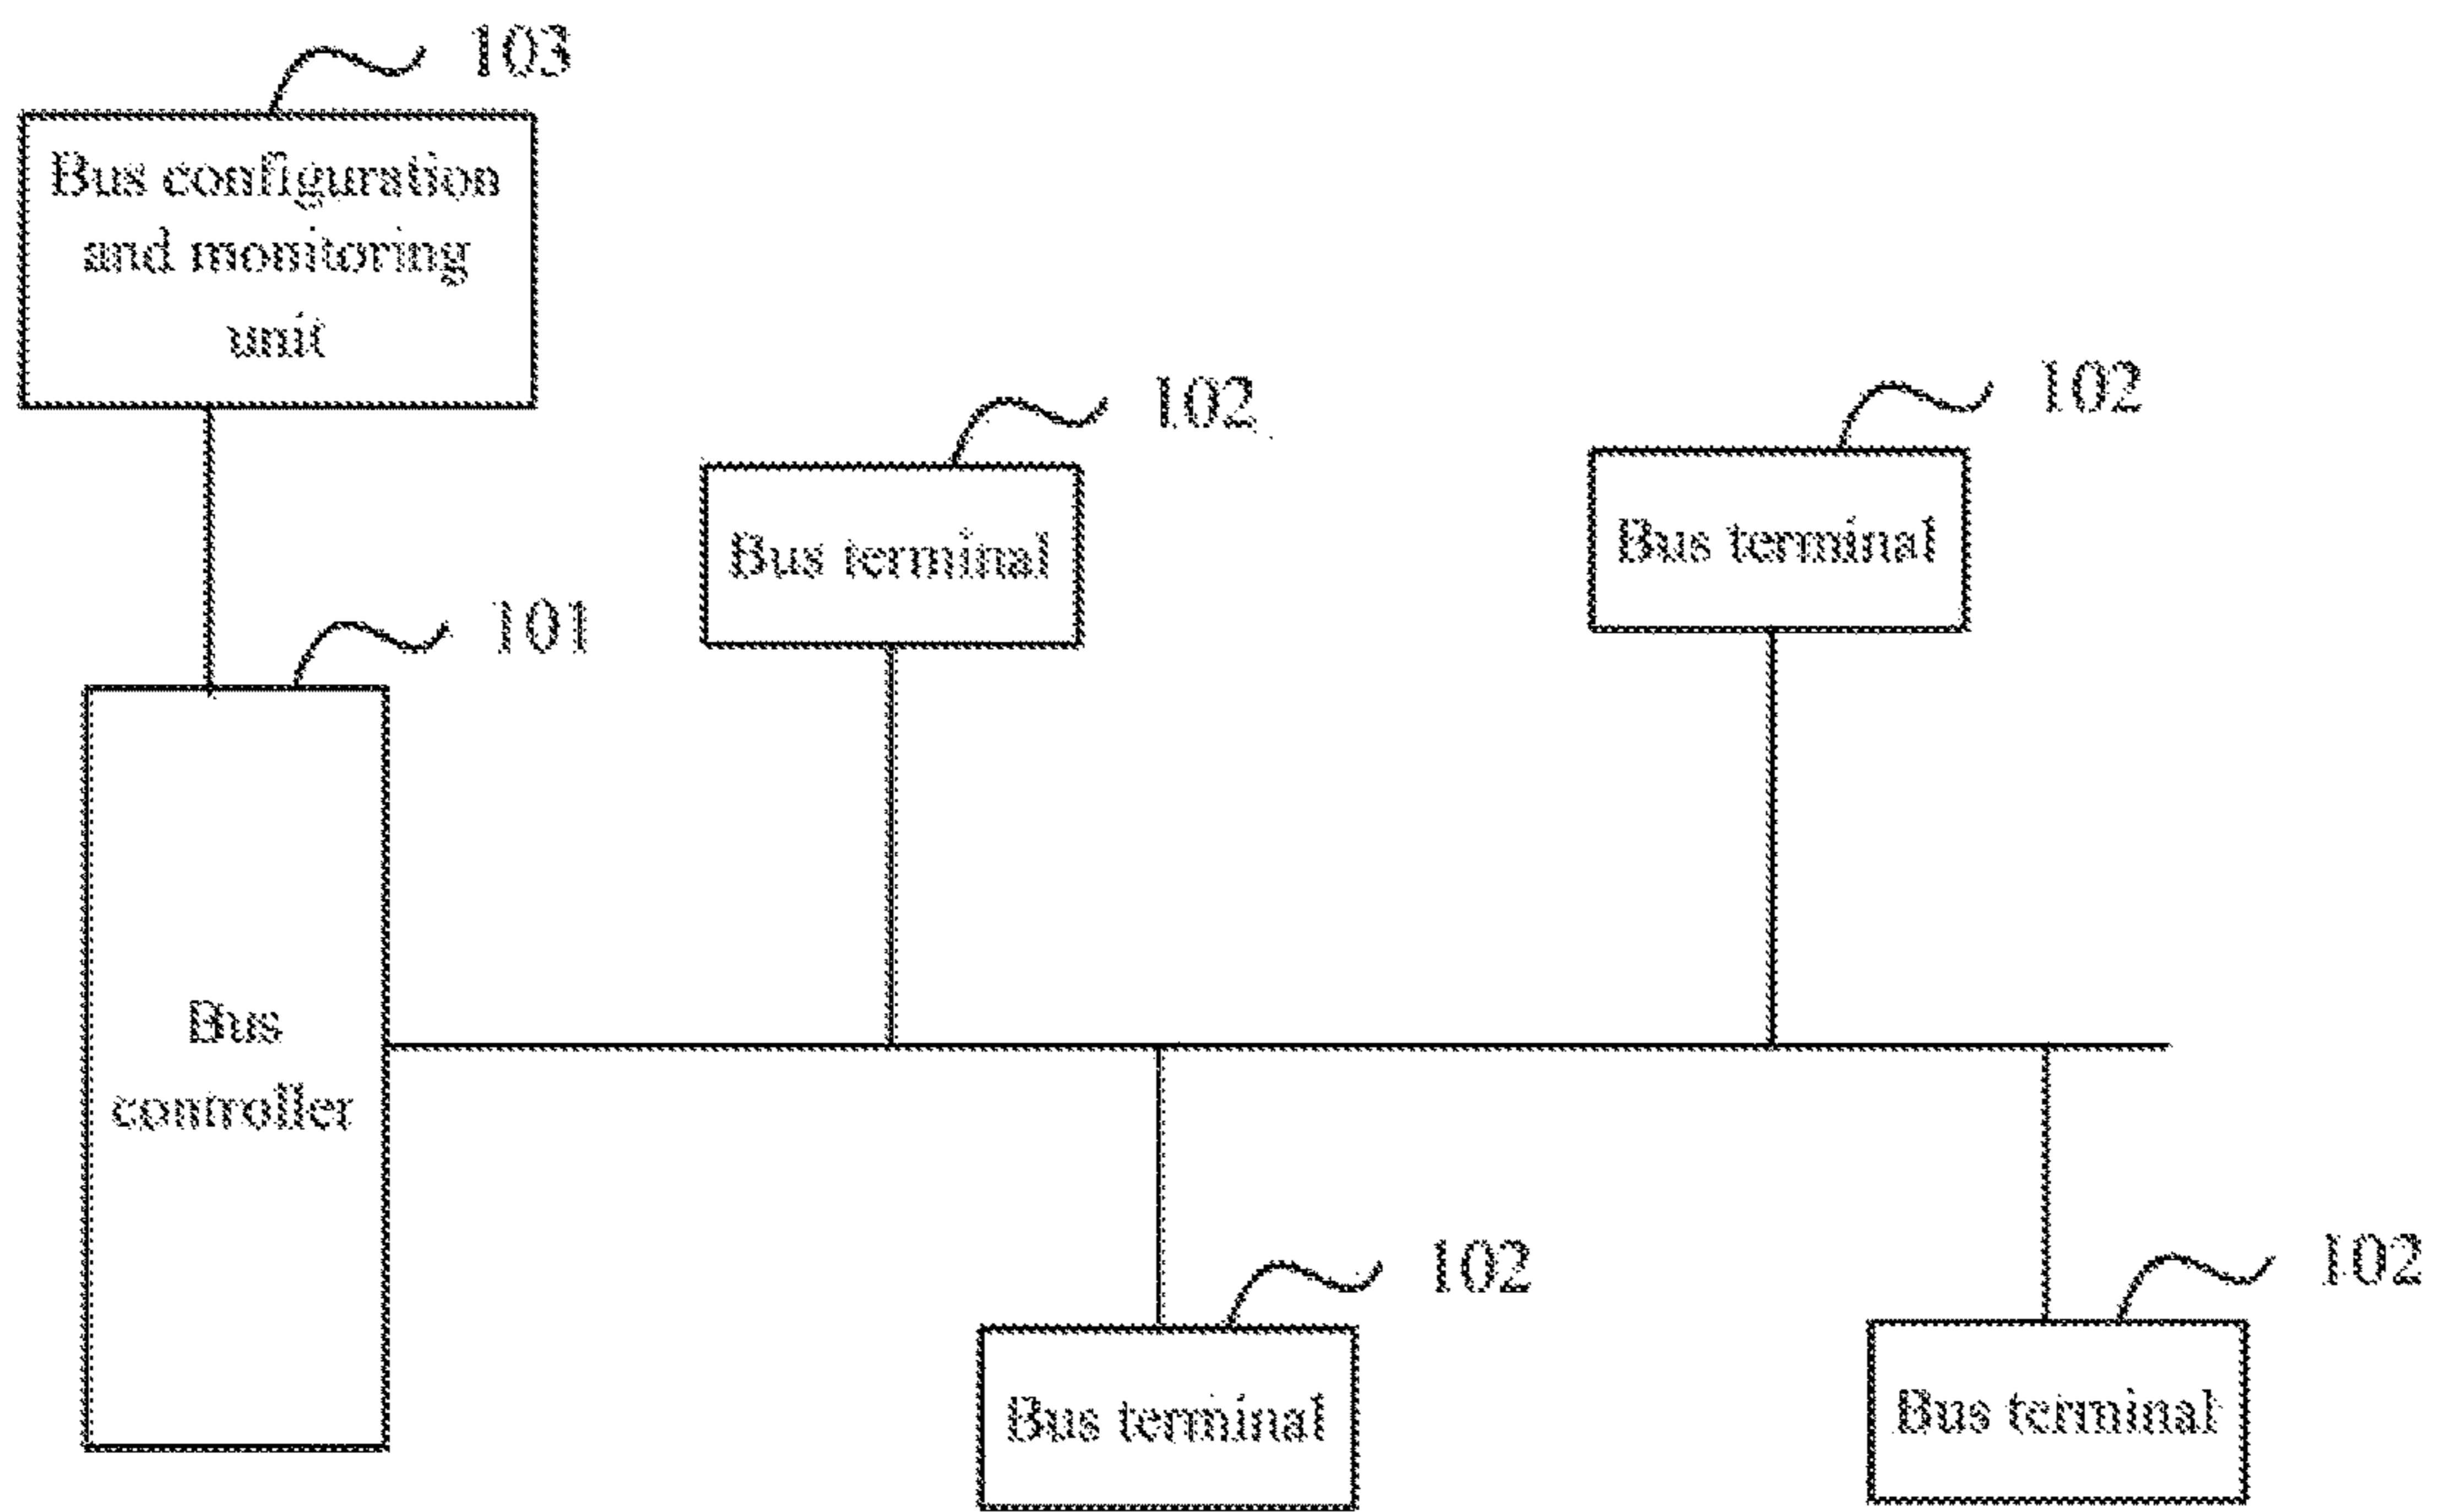 103
Bus configuration
and monitoring
unit
102
Bus terminal
102
Bus terminal
101
Bus
controller
102
Bus terminal
102
Bus terminal